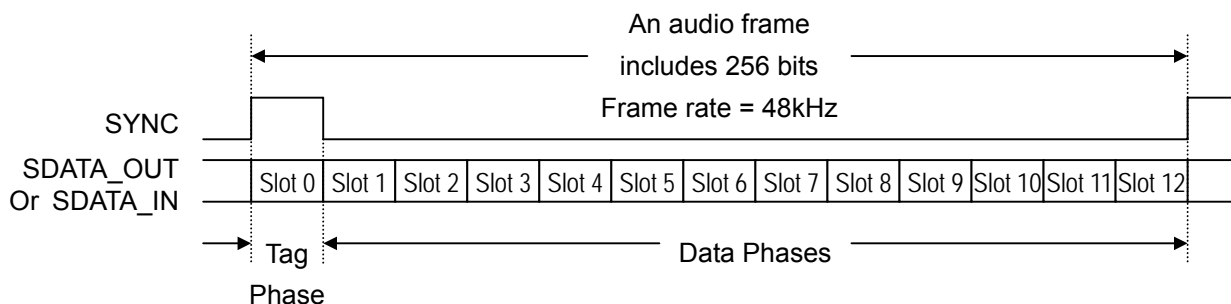 An audio frame
includes 256 bits
Frame rate = 48kHz
SYNC
SDATA_OUT
Or SDATA_IN
Slot 0 Slot 1 Slot 2 Slot 3 Slot 4 Slot 5 Slot 6 Slot 7 Slot 8 Slot 9 Slot 10 Slot 11 Slot 12
Tag
Phase
Data Phases